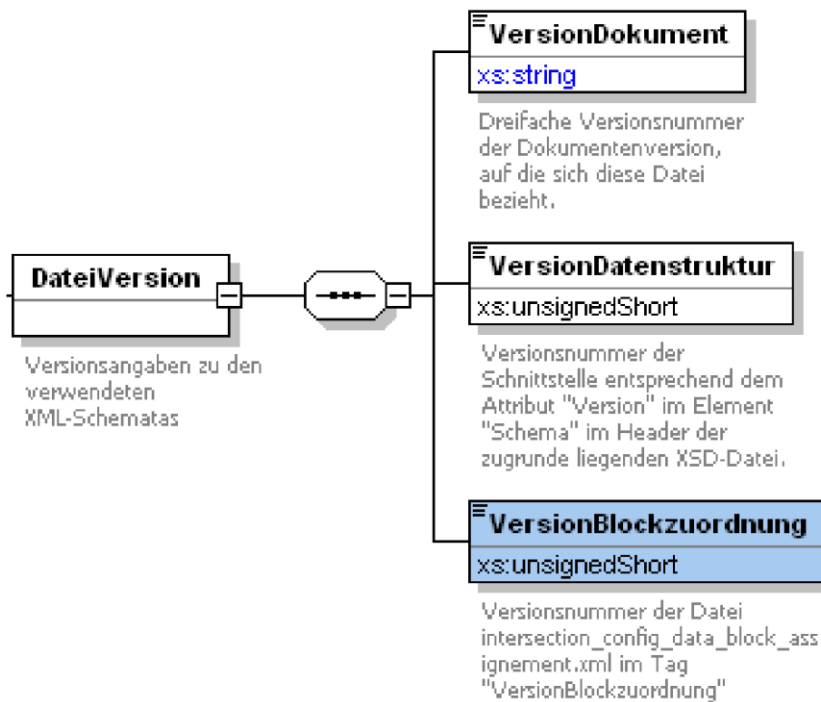 VersionDokument
xs:string
Dreifache Versionsnummer
der Dokumentenversion,
auf die sich diese Datei
bezieht.
DateiVersion
Versionsangaben zu den
verwendeten
XML-Schematas
VersionDatenstruktur
xs:unsignedShort
Versionsnummer der
Schnittstelle entsprechend dem
Attribut "Version" im Element
"Schema" im Header der
zugrunde liegenden XSD-Datei.
VersionBlockzuordnung
xs:unsignedShort
Versionsnummer der Datei
intersection_config_data_block_ass
ignement.xml im Tag
"VersionBlockzuordnung"